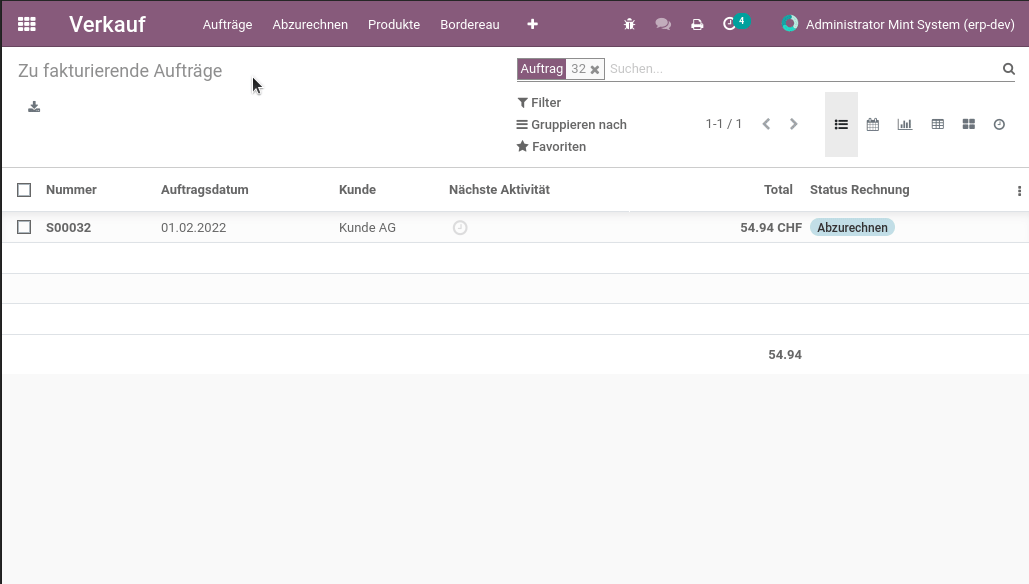 Verkauf Aufträge Abzurechnen Produkte Bordereau 4 Administrator Mint System (erp-dev)
Zu fakturierende Aufträge
Auftrag 32 Suchen...
Filter
Gruppieren nach
Favoriten
1-1 / 1
Nummer Auftragsdatum Kunde Nächste Aktivität Total Status Rechnung
S00032 01.02.2022 Kunde AG 54.94 CHF Abzurechnen
54.94